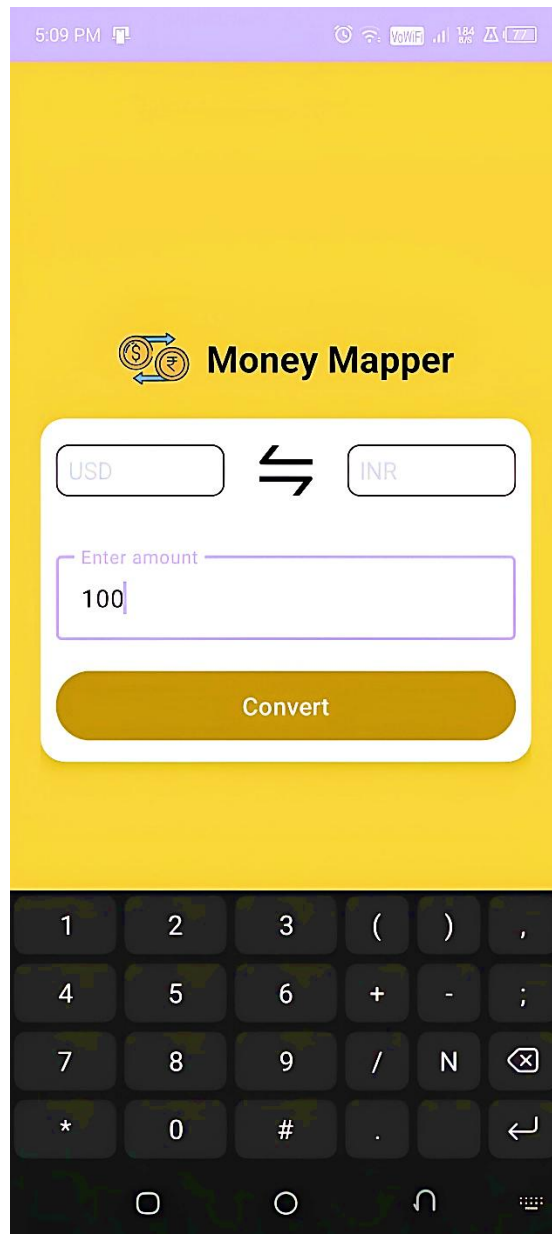 5:09 PM VoWiFi 184 B/S 77
$ ₹ Money Mapper
USD INR
Enter amount
100
Convert
1 2 3 ( ) ,
4 5 6 + - ;
7 8 9 / N
* 0 # .